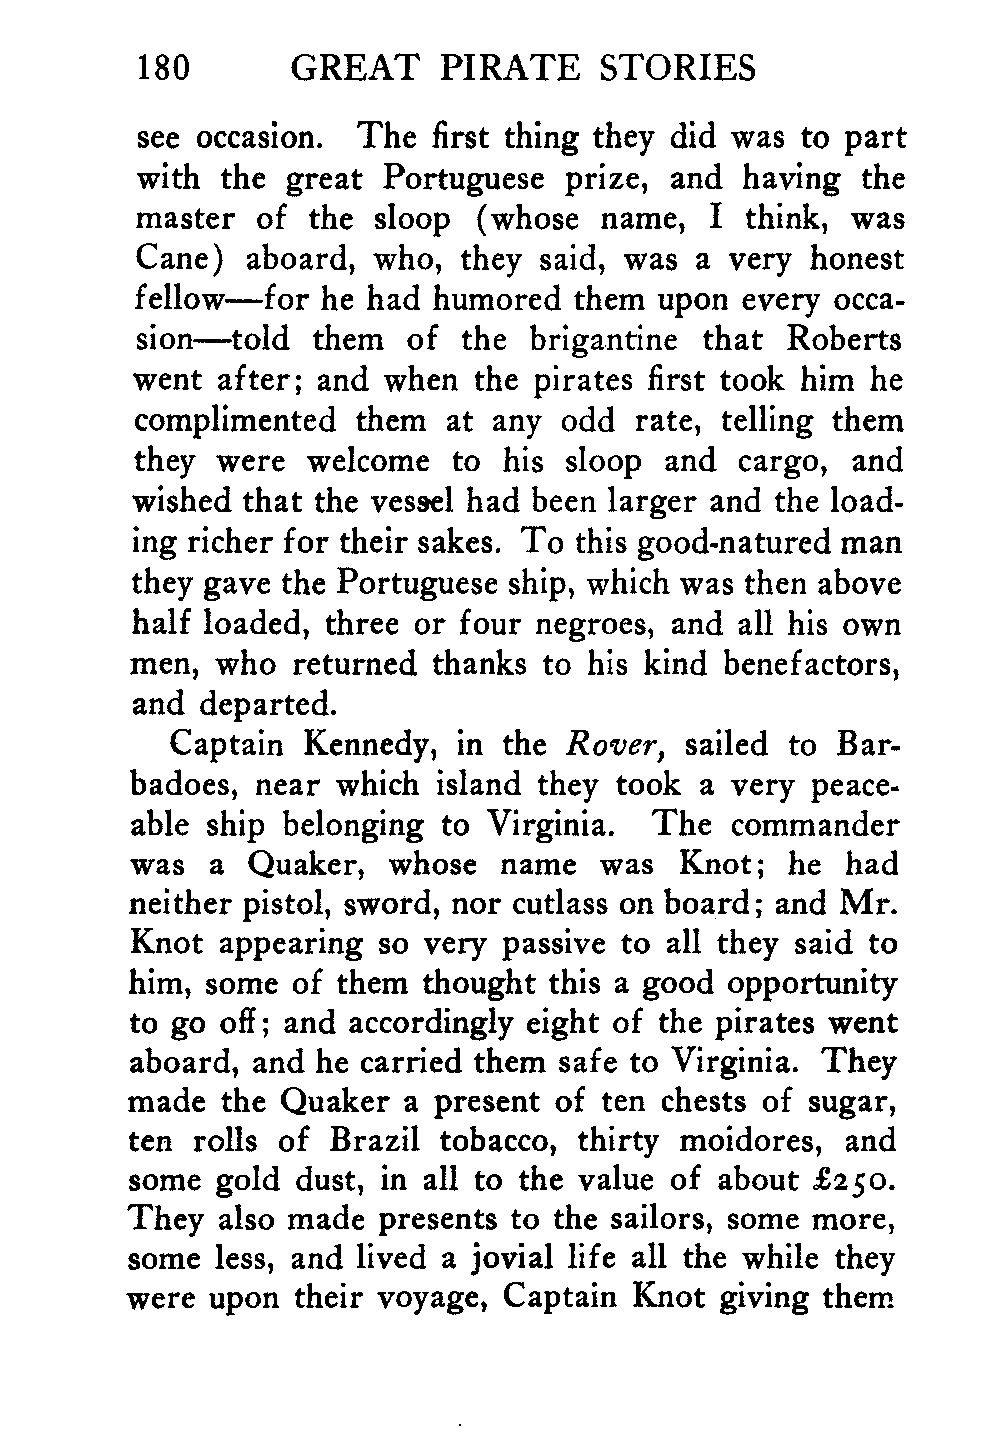 180 GREAT PIRATE STORIES
see occasion. The first thing they did was to part
with the great Portuguese prize, and having the
master of the sloop (whose name, I think, was
Cane) aboard, who, they said, was a very honest
fellow—for he had humored them upon every occa-
sion—told them of the brigantine that Roberts
went after; and when the pirates first took him he
complimented them at any odd rate, telling them
they were welcome to his sloop and cargo, and
wished that the vessel had been larger and the load-
ing richer for their sakes. To this good-natured man
they gave the Portuguese ship, which was then above
half loaded, three or four negroes, and all his own
men, who returned thanks to his kind benefactors,
and departed.
Captain Kennedy, in the Rover, sailed to Bar-
badoes, near which island they took a very peace-
able ship belonging to Virginia. The commander
was a Quaker, whose name was Knot; he had
neither pistol, sword, nor cutlass on board; and Mr.
Knot appearing so very passive to all they said to
him, some of them thought this a good opportunity
to go off; and accordingly eight of the pirates went
aboard, and he carried them safe to Virginia. They
made the Quaker a present of ten chests of sugar,
ten rolls of Brazil tobacco, thirty moidores, and
some gold dust, in all to the value of about £250.
They also made presents to the sailors, some more,
some less, and lived a jovial life all the while they
were upon their voyage, Captain Knot giving them